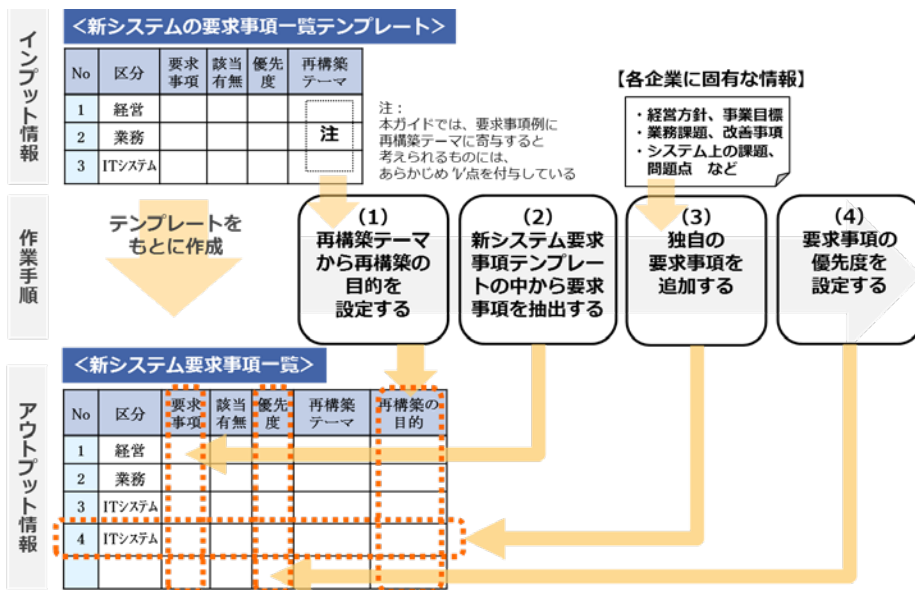 インプット情報
＜新システムの要求事項一覧テンプレート＞
No 区分 要求事項 該当有無 優先度 再構築テーマ
1 経営
2 業務
3 ITシステム
注
注：
本ガイドでは、要求事項例に
再構築テーマに寄与すると
考えられるものには、
あらかじめ‘レ’点を付与している
【各企業に固有な情報】
・経営方針、事業目標
・業務課題、改善事項
・システム上の課題、
問題点 など
作業手順
テンプレートを
もとに作成
（1）
再構築テーマ
から再構築の
目的を
設定する
（2）
新システム要求
事項テンプレー
トの中から要求
事項を抽出する
（3）
独自の
要求事項を
追加する
（4）
要求事項の
優先度を
設定する
アウトプット情報
＜新システム要求事項一覧＞
No 区分 要求事項 該当有無 優先度 再構築テーマ 再構築の目的
1 経営
2 業務
3 ITシステム
4 ITシステム